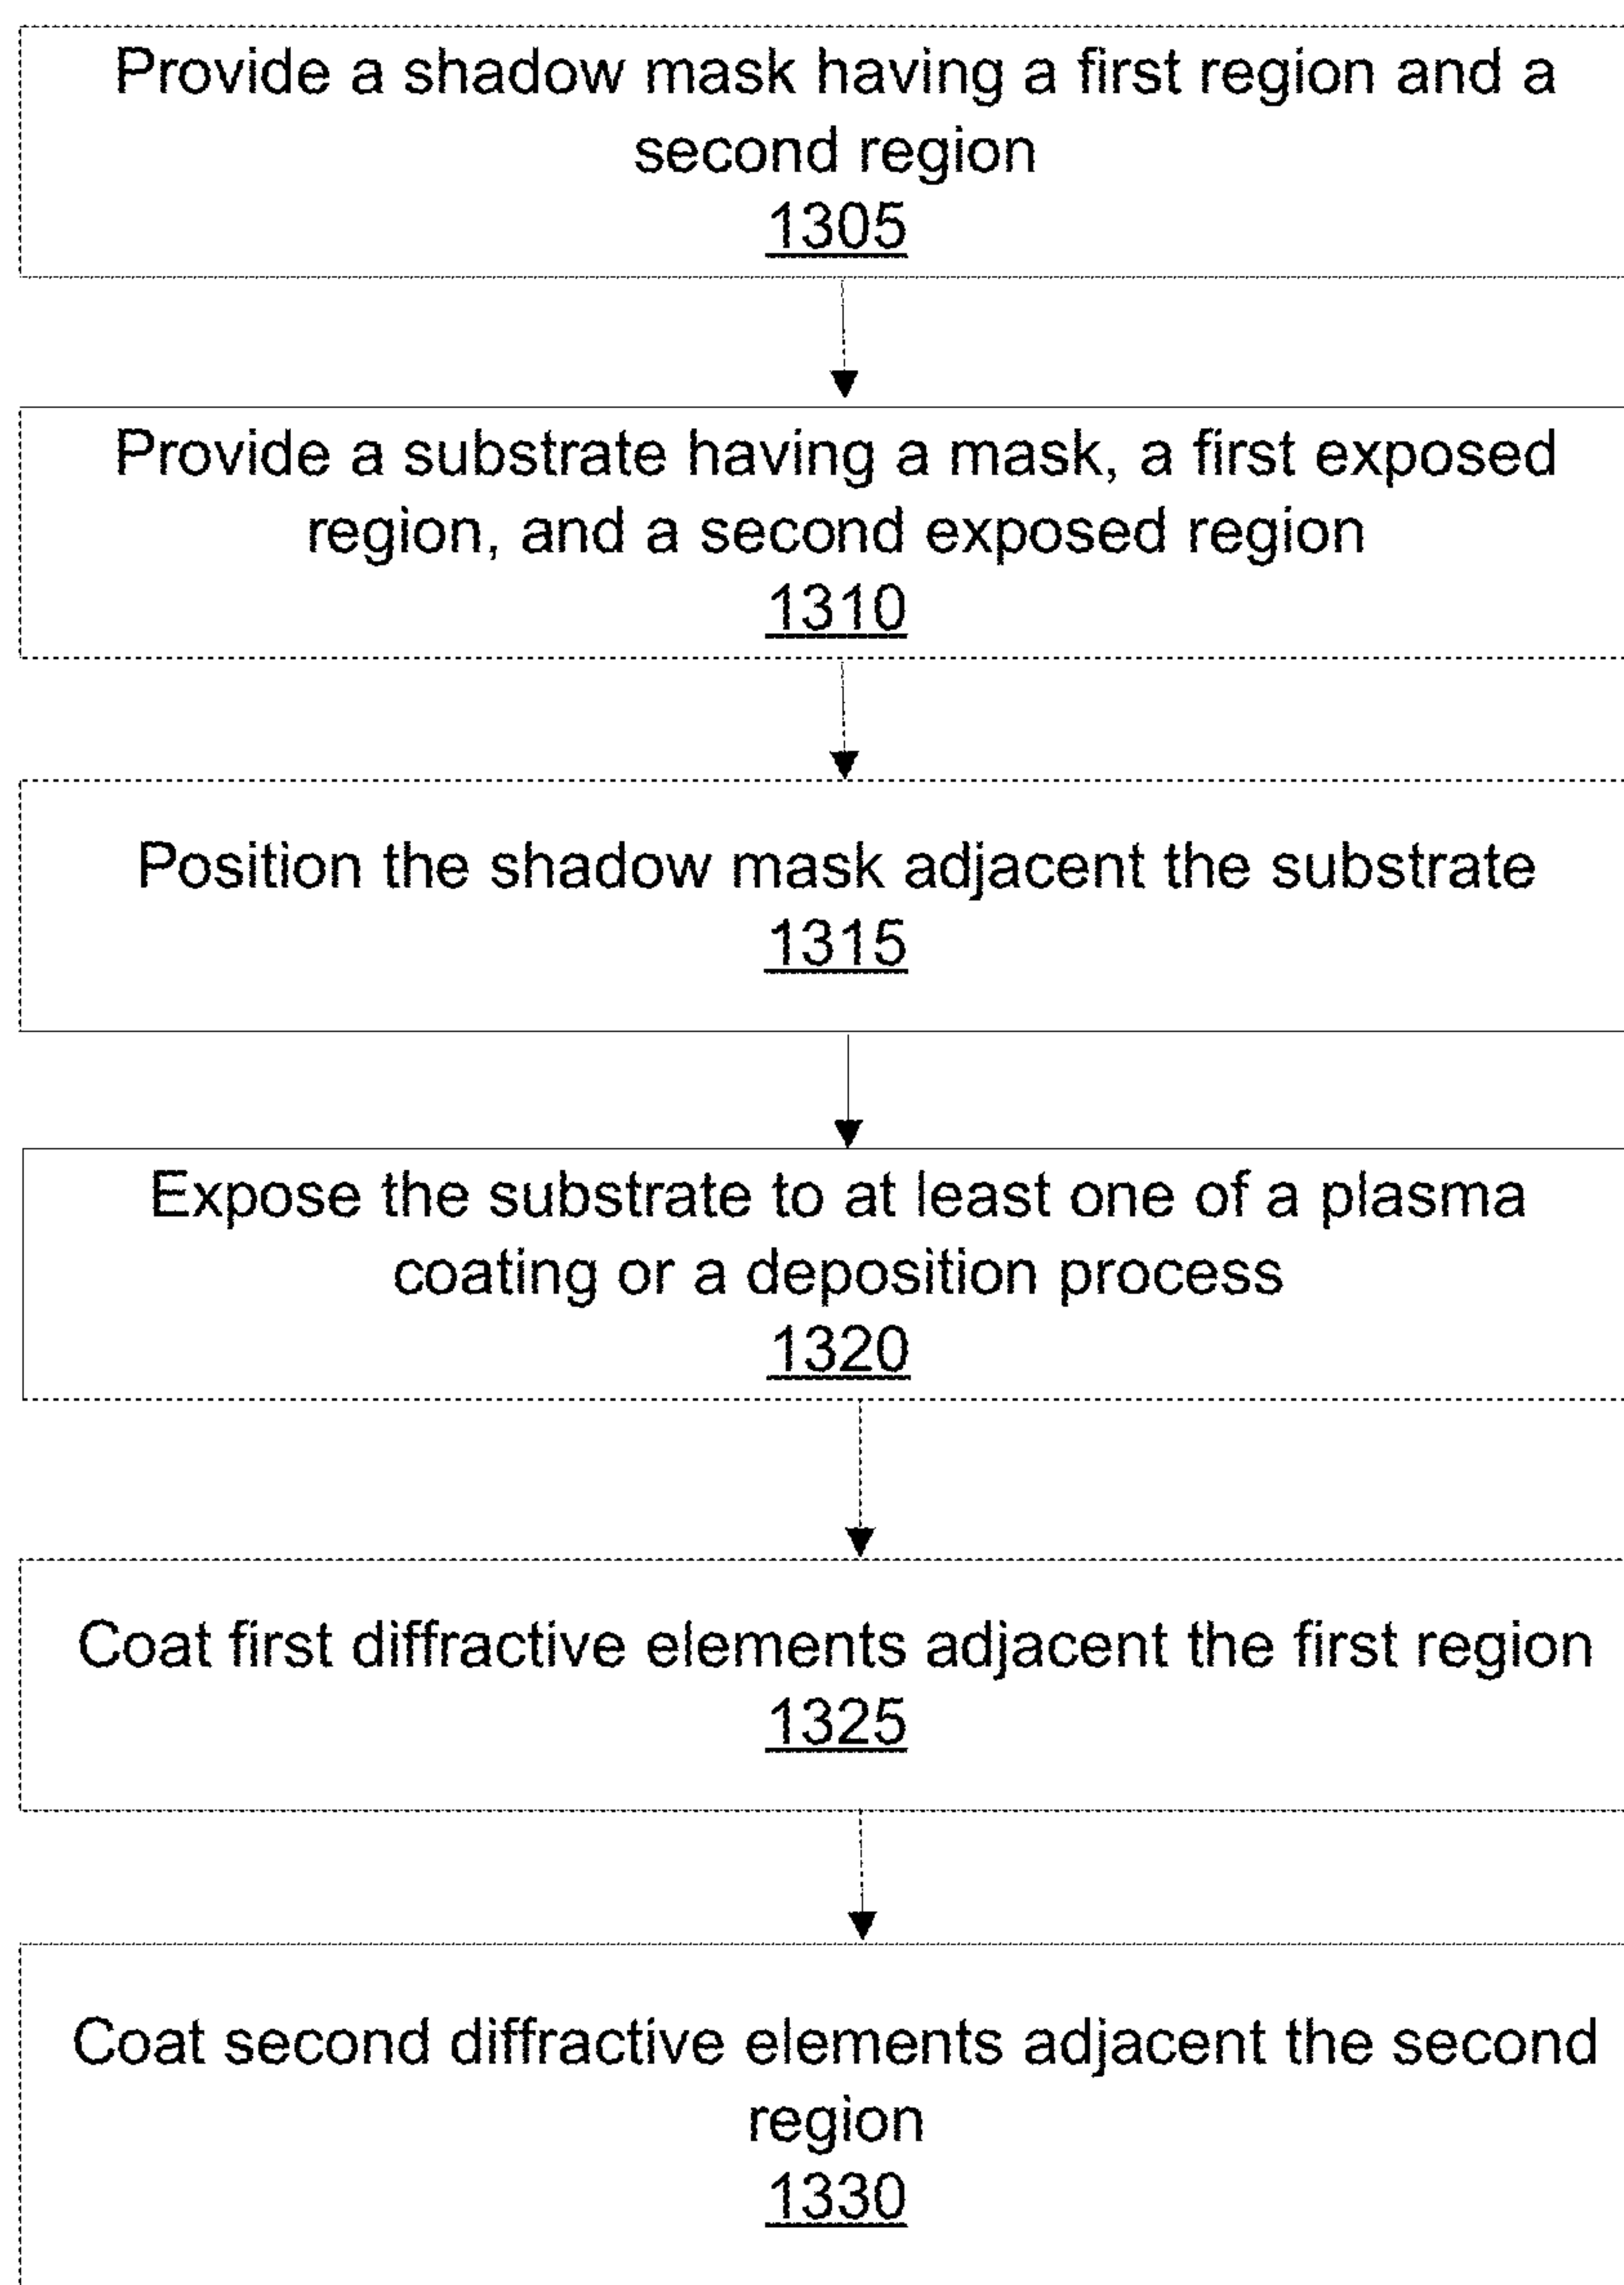 Provide a shadow mask having a first region and a
second region
1305
Provide a substrate having a mask, a first exposed
region, and a second exposed region
1310
Position the shadow mask adjacent the substrate
1315
Expose the substrate to at least one of a plasma
coating or a deposition process
1320
Coat first diffractive elements adjacent the first region
1325
Coat second diffractive elements adjacent the second
region
1330